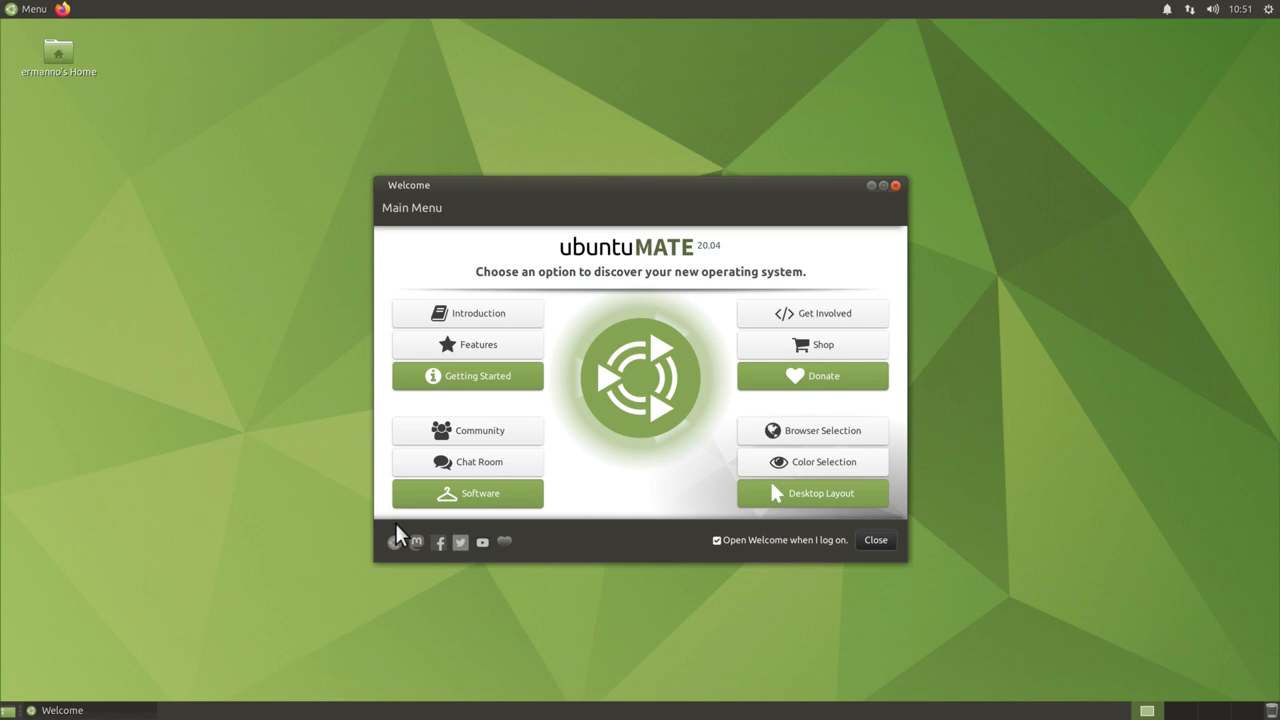 Menu
10:51
ermanno's Home
Welcome
Main Menu
ubuntuMATE 20.04
Choose an option to discover your new operating system.
Introduction
Get Involved
Features
Shop
Getting Started
Donate
Community
Browser Selection
Chat Room
Color Selection
Software
Desktop Layout
Open Welcome when I log on.
Close
Welcome